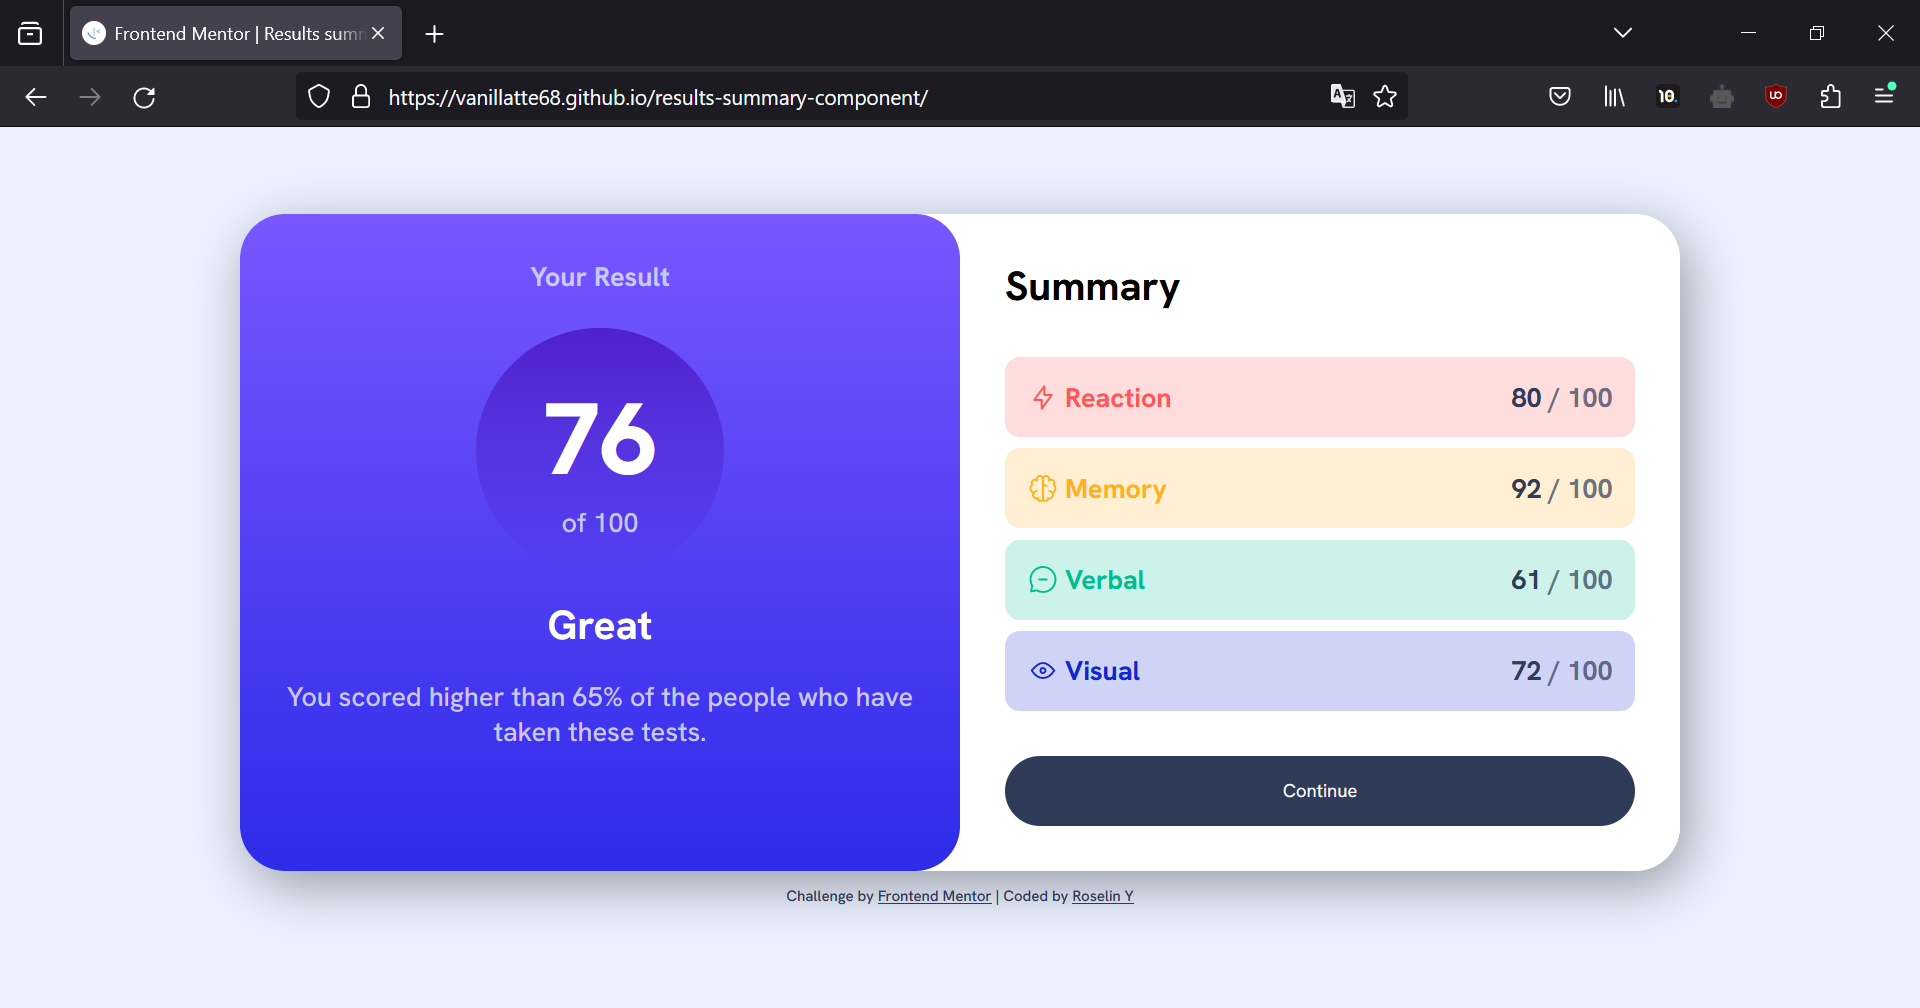 Frontend Mentor | Results summ
https://vanillatte68.github.io/results-summary-component/
10.
Your Result
76
of 100
Great
You scored higher than 65% of the people who have
taken these tests.
Summary
Reaction 80 / 100
Memory 92 / 100
Verbal 61 / 100
Visual 72 / 100
Continue
Challenge by Frontend Mentor | Coded by Roselin Y